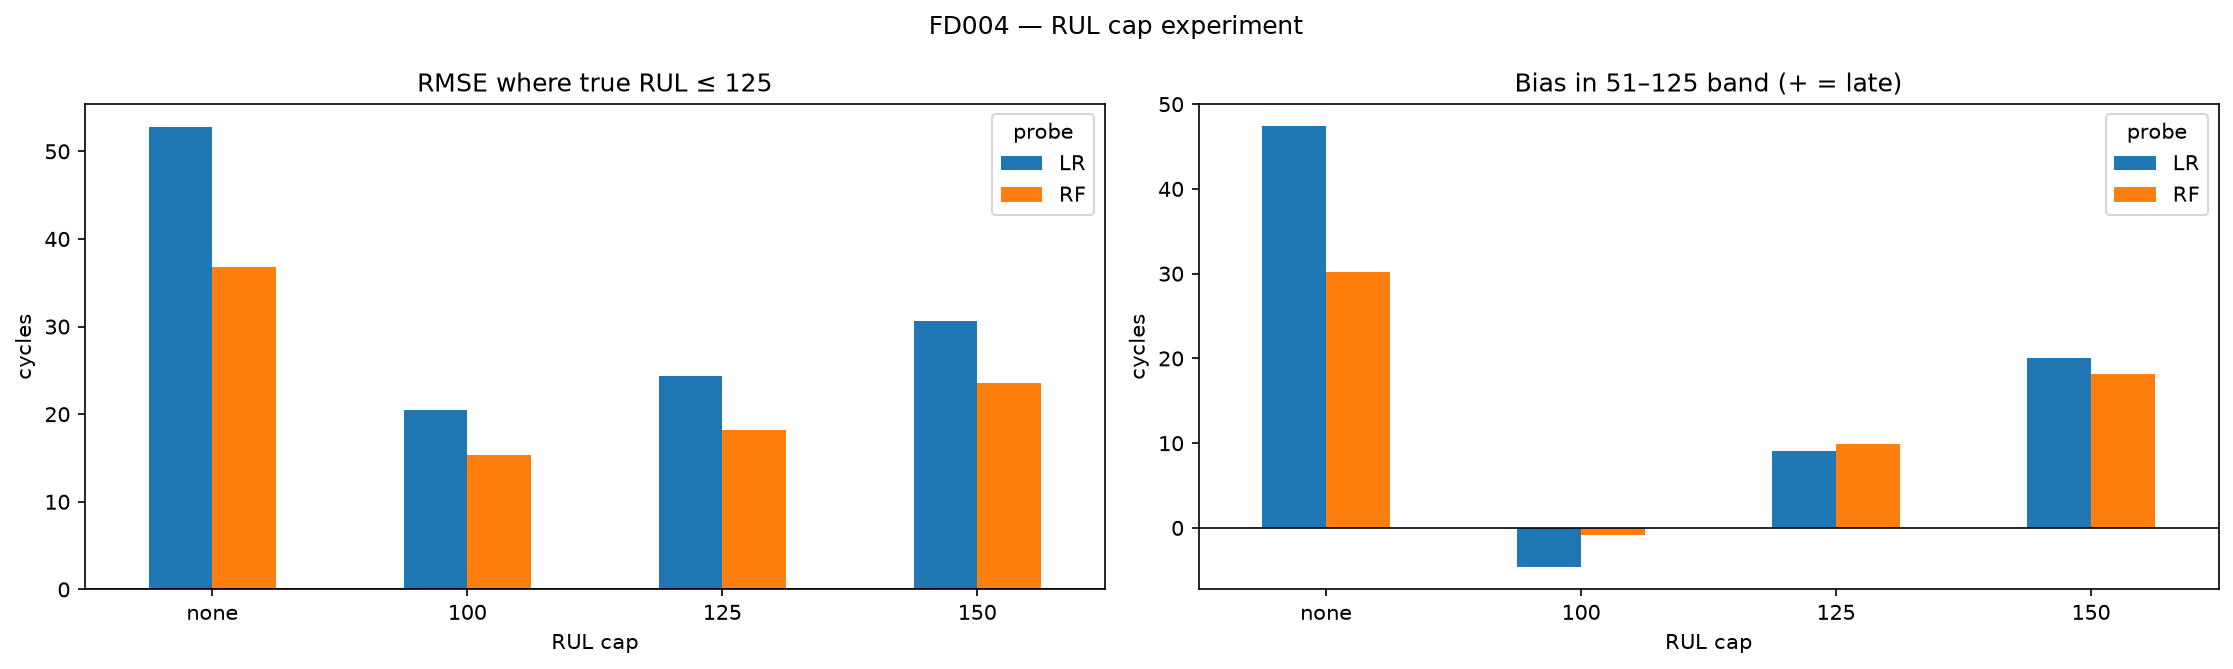 FD004 — RUL cap experiment
RMSE where true RUL ≤ 125
cycles
50
40
30
20
10
0
probe
LR
RF
none 100 125 150
RUL cap
Bias in 51–125 band (+ = late)
cycles
50
40
30
20
10
0
probe
LR
RF
none 100 125 150
RUL cap